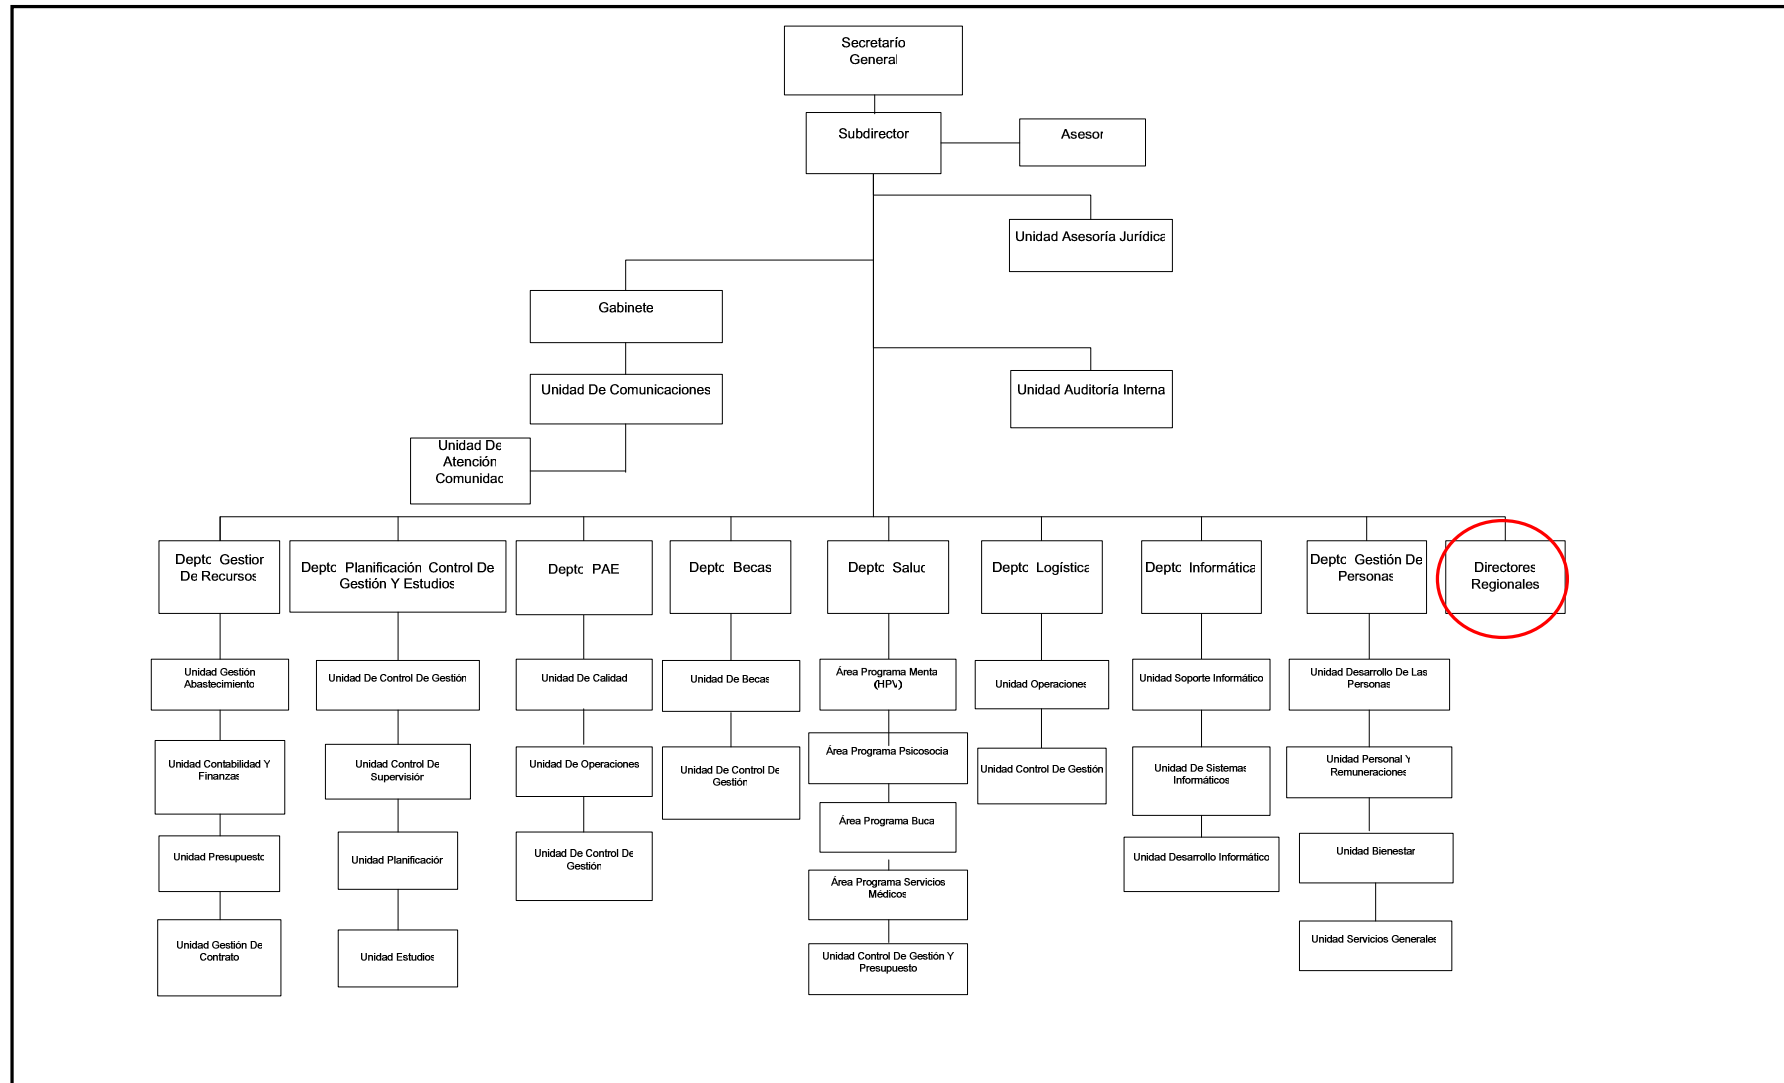 Secretario
General
Subdirector
Asesor
Unidad Asesoría Jurídica
Gabinete
Unidad De Comunicaciones
Unidad Auditoría Interna
Unidad De
Atención
Comunidad
Depto Gestion
De Recursos
Depto Planificación Control De
Gestión Y Estudios
Depto PAE
Depto Becas
Depto Salud
Depto Logística
Depto Informática
Depto Gestión De
Personas
Directores
Regionales
Unidad Gestión
Abastecimiento
Unidad De Control De Gestión
Unidad De Calidad
Unidad De Becas
Área Programa Menta
(HPV)
Unidad Operaciones
Unidad Soporte Informático
Unidad Desarrollo De Las
Personas
Unidad Contabilidad Y
Finanzas
Unidad Control De
Supervisión
Unidad De Operaciones
Unidad De Control De
Gestión
Área Programa Psicosocia
Unidad Control De Gestión
Unidad De Sistemas
Informáticos
Unidad Personal Y
Remuneraciones
Área Programa Buca
Unidad Presupuesto
Unidad Planificación
Unidad De Control De
Gestión
Área Programa Servicios
Médicos
Unidad Desarrollo Informático
Unidad Bienestar
Unidad Gestión De
Contrato
Unidad Estudios
Unidad Control De Gestión Y
Presupuesto
Unidad Servicios Generales